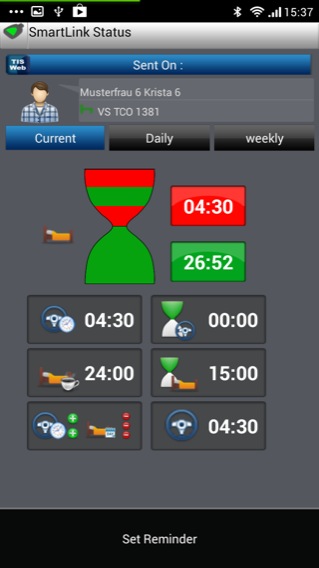 15:37
SmartLink Status
TIS
Web
Sent On :
Musterfrau 6 Krista 6
VS TCO 1381
Current Daily weekly
04:30
26:52
04:30 00:00
24:00 15:00
04:30
Set Reminder